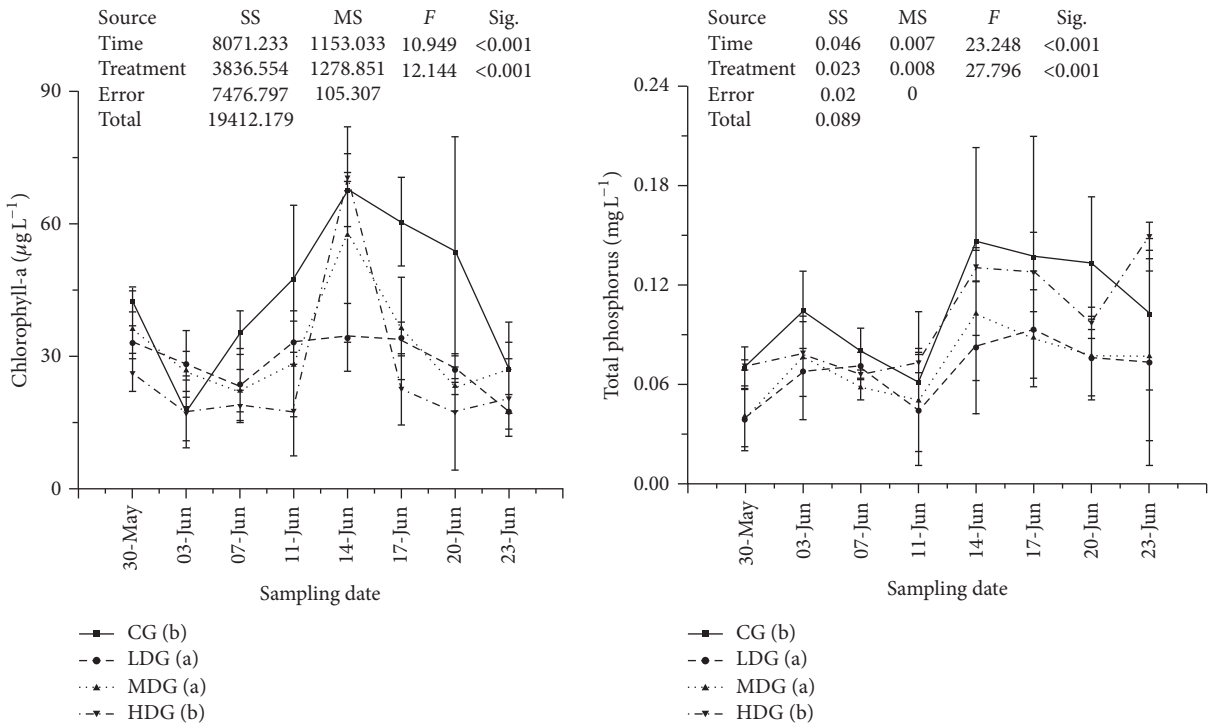 Source SS MS F Sig.
Time 8071.233 1153.033 10.949 <0.001
Treatment 3836.554 1278.851 12.144 <0.001
Error 7476.797 105.307
Total 19412.179
90
60
30
0
Chlorophyll-a (μg L−1)
30-May
03-Jun
07-Jun
11-Jun
14-Jun
17-Jun
20-Jun
23-Jun
Sampling date
CG (b)
LDG (a)
MDG (a)
HDG (b)
Source SS MS F Sig.
Time 0.046 0.007 23.248 <0.001
Treatment 0.023 0.008 27.796 <0.001
Error 0.02 0
Total 0.089
0.24
0.18
0.12
0.06
0.00
Total phosphorus (mg L−1)
30-May
03-Jun
07-Jun
11-Jun
14-Jun
17-Jun
20-Jun
23-Jun
Sampling date
CG (b)
LDG (a)
MDG (a)
HDG (b)